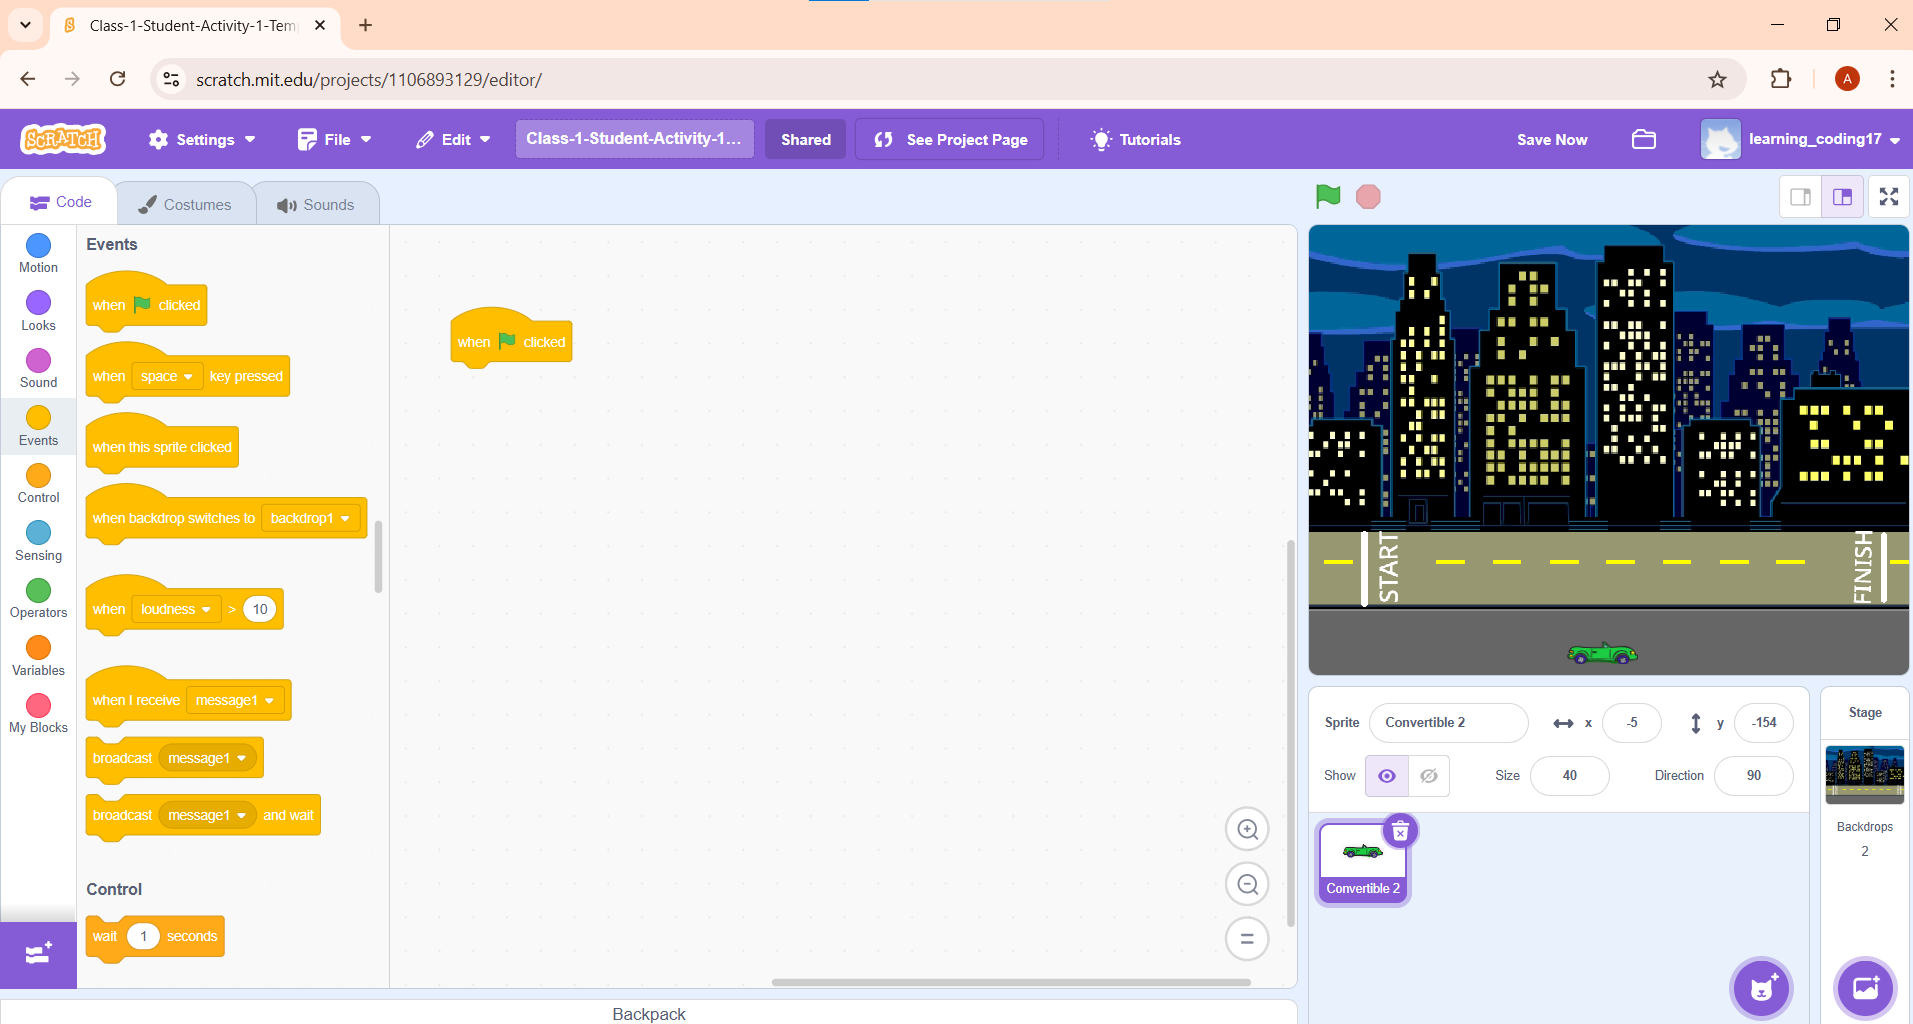 Class-1-Student-Activity-1-Tem
scratch.mit.edu/projects/1106893129/editor/
A
SCRATCH
Settings
File
Edit
Class-1-Student-Activity-1...
Shared
See Project Page
Tutorials
Save Now
learning_coding17
Code
Costumes
Sounds
Motion
Looks
Sound
Events
Control
Sensing
Operators
Variables
My Blocks
Events
when clicked
when space key pressed
when this sprite clicked
when backdrop switches to backdrop1
when loudness > 10
when I receive message1
broadcast message1
broadcast message1 and wait
Control
wait 1 seconds
when clicked
START
FINISH
Sprite Convertible 2 x -5 y -154
Show Size 40 Direction 90
Convertible 2
Stage
Backdrops
2
Backpack